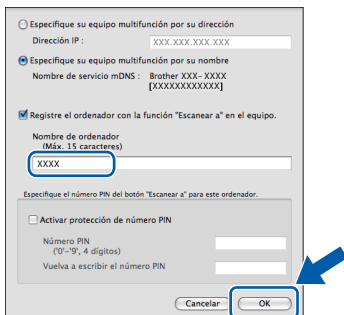 Especifique su equipo multifunción por su dirección
Dirección IP :
XXX.XXX.XXX.XXX
Especifique su equipo multifunción por su nombre
Nombre de servicio mDNS : Brother XXX- XXXX
[XXXXXXXXXXXX]
Registre el ordenador con la función "Escanear a" en el equipo.
Nombre de ordenador
(Máx. 15 caracteres)
XXXX
Especifique el número PIN del botón "Escanear a" para este ordenador.
Activar protección de número PIN
Número PIN
('0'-'9', 4 dígitos)
Vuelva a escribir el número PIN
Cancelar
OK